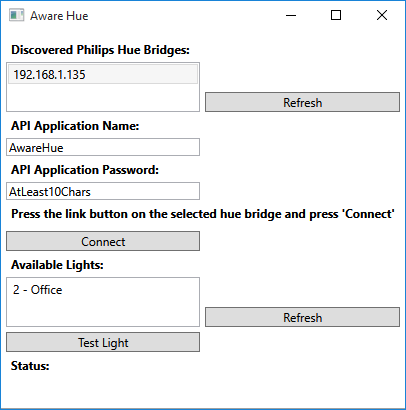 Aware Hue
Discovered Philips Hue Bridges:
192.168.1.135
Refresh
API Application Name:
AwareHue
API Application Password:
AtLeast10Chars
Press the link button on the selected hue bridge and press 'Connect'
Connect
Available Lights:
2 - Office
Refresh
Test Light
Status: